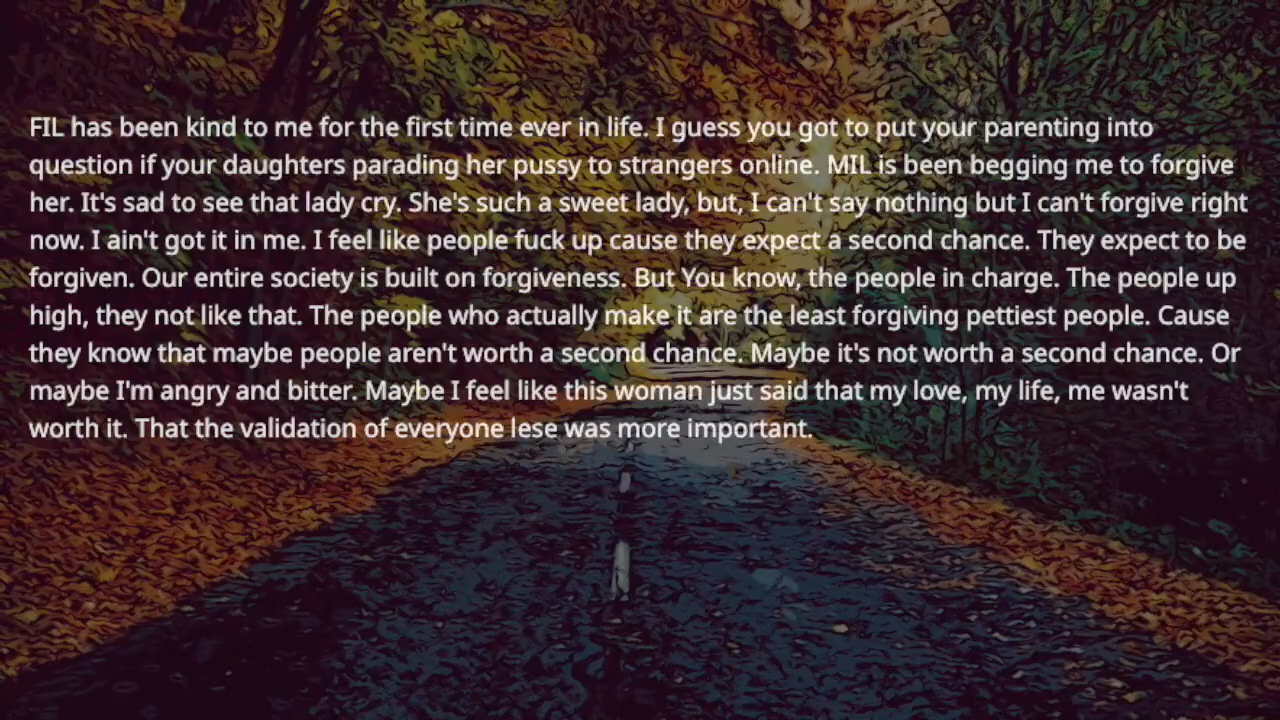 FIL has been kind to me for the first time ever in life. I guess you got to put your parenting into
question if your daughters parading her pussy to strangers online. MIL is been begging me to forgive
her. It's sad to see that lady cry. She's such a sweet lady, but, I can't say nothing but I can't forgive right
now. I ain't got it in me. I feel like people fuck up cause they expect a second chance. They expect to be
forgiven. Our entire society is built on forgiveness. But You know, the people in charge. The people up
high, they not like that. The people who actually make it are the least forgiving pettiest people. Cause
they know that maybe people aren't worth a second chance. Maybe it's not worth a second chance. Or
maybe I'm angry and bitter. Maybe I feel like this woman just said that my love, my life, me wasn't
worth it. That the validation of everyone lese was more important.